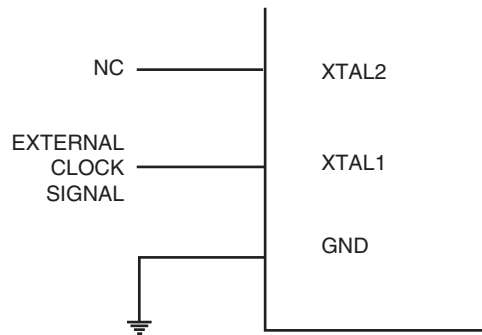 NC
XTAL2
EXTERNAL
CLOCK
SIGNAL
XTAL1
GND